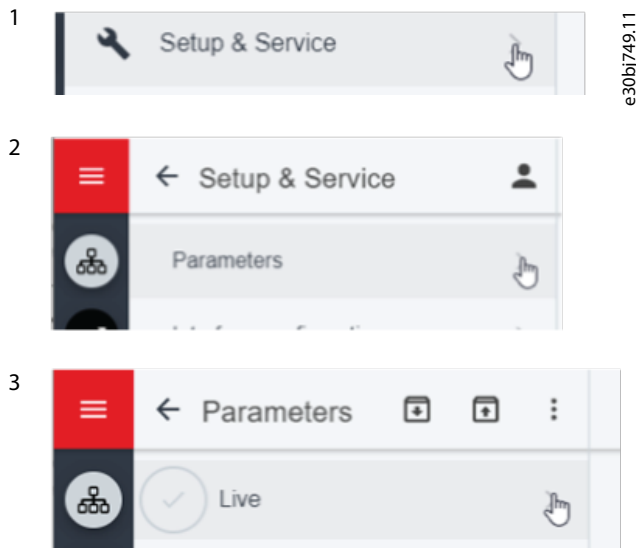 1
Setup & Service
e30bi749.11
2
Setup & Service
Parameters
3
Parameters
Live